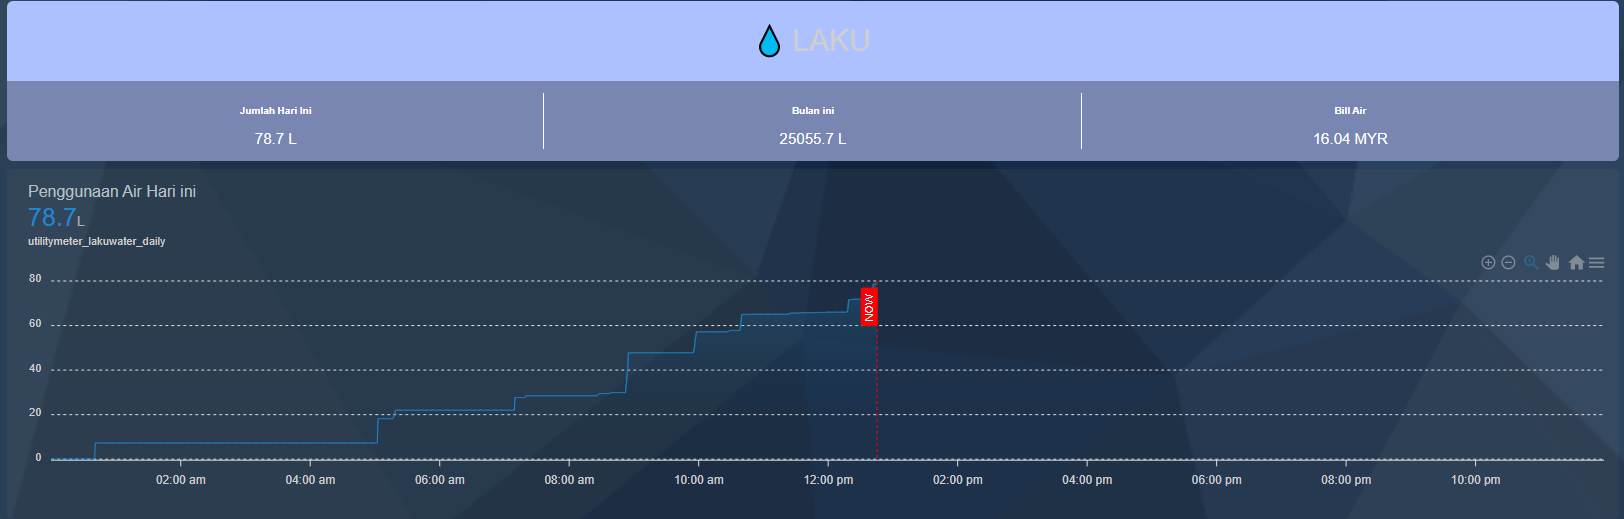 LAKU
Jumlah Hari Ini
Bulan ini
Bill Air
78.7 L
25055.7 L
16.04 MYR
Penggunaan Air Hari ini
78.7L
utilitymeter_lakuwater_daily
80
60
40
20
0
NOW
02:00 am
04:00 am
06:00 am
08:00 am
10:00 am
12:00 pm
02:00 pm
04:00 pm
06:00 pm
08:00 pm
10:00 pm